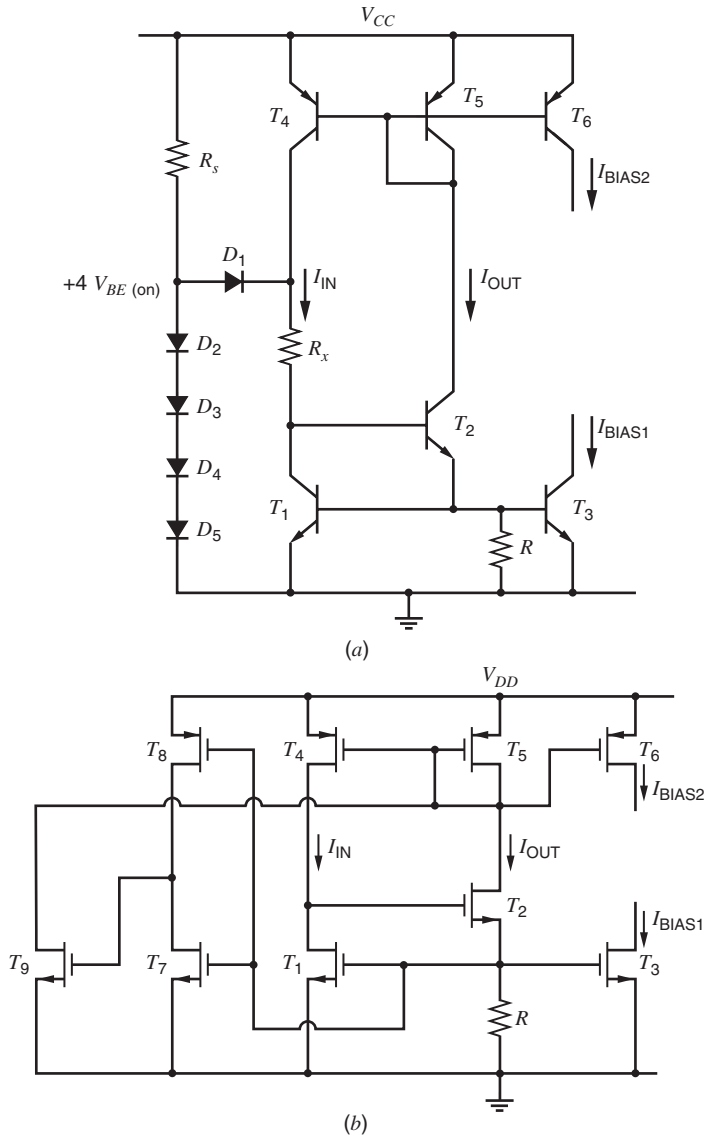 V_CC
T_4
T_5
T_6
R_s
I_BIAS2
D_1
+4 V_BE (on)
I_IN
I_OUT
D_2
R_x
D_3
T_2
I_BIAS1
D_4
T_1
T_3
D_5
R
(a)
V_DD
T_8
T_4
T_5
T_6
I_BIAS2
I_IN
I_OUT
T_2
I_BIAS1
T_9
T_7
T_1
T_3
R
(b)